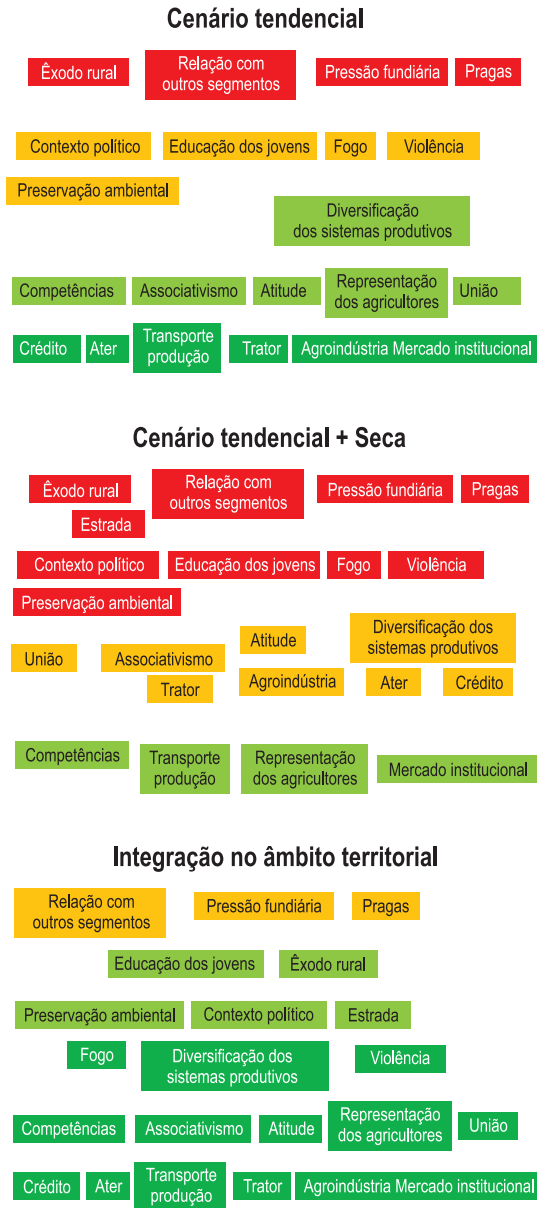 Cenário tendencial
Êxodo rural
Relação com
outros segmentos
Pressão fundiária
Pragas
Contexto político
Educação dos jovens
Fogo
Violência
Preservação ambiental
Diversificação
dos sistemas produtivos
Competências
Associativismo
Atitude
Representação
dos agricultores
União
Crédito
Ater
Transporte
produção
Trator
Agroindústria Mercado institucional
Cenário tendencial + Seca
Êxodo rural
Relação com
outros segmentos
Pressão fundiária
Pragas
Estrada
Contexto político
Educação dos jovens
Fogo
Violência
Preservação ambiental
União
Associativismo
Atitude
Diversificação dos
sistemas produtivos
Trator
Agroindústria
Ater
Crédito
Competências
Transporte
produção
Representação
dos agricultores
Mercado institucional
Integração no âmbito territorial
Relação com
outros segmentos
Pressão fundiária
Pragas
Educação dos jovens
Êxodo rural
Preservação ambiental
Contexto político
Estrada
Fogo
Diversificação dos
sistemas produtivos
Violência
Competências
Associativismo
Atitude
Representação
dos agricultores
União
Crédito
Ater
Transporte
produção
Trator
Agroindústria Mercado institucional